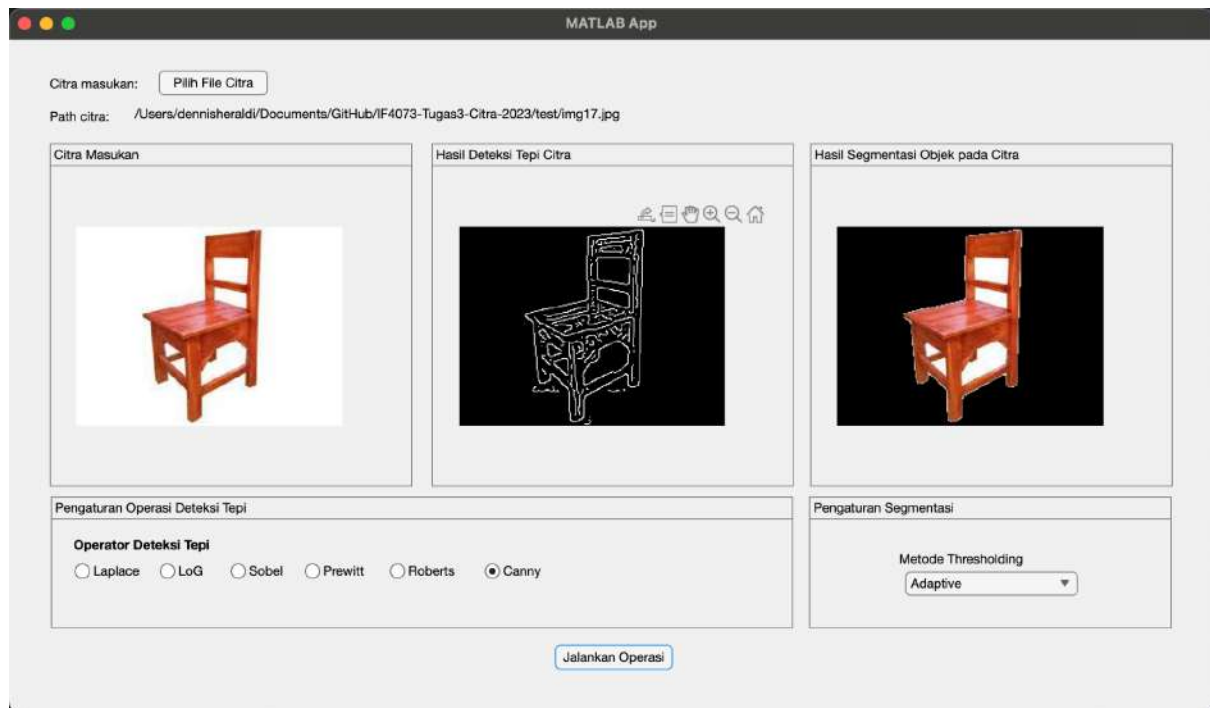 MATLAB App
Citra masukan: Pilih File Citra
Path citra: /Users/dennisheraldi/Documents/GitHub/IF4073-Tugas3-Citra-2023/test/img17.jpg
Citra Masukan
Hasil Deteksi Tepi Citra
Hasil Segmentasi Objek pada Citra
Pengaturan Operasi Deteksi Tepi
Operator Deteksi Tepi
Laplace LoG Sobel Prewitt Roberts Canny
Pengaturan Segmentasi
Metode Thresholding
Adaptive
Jalankan Operasi